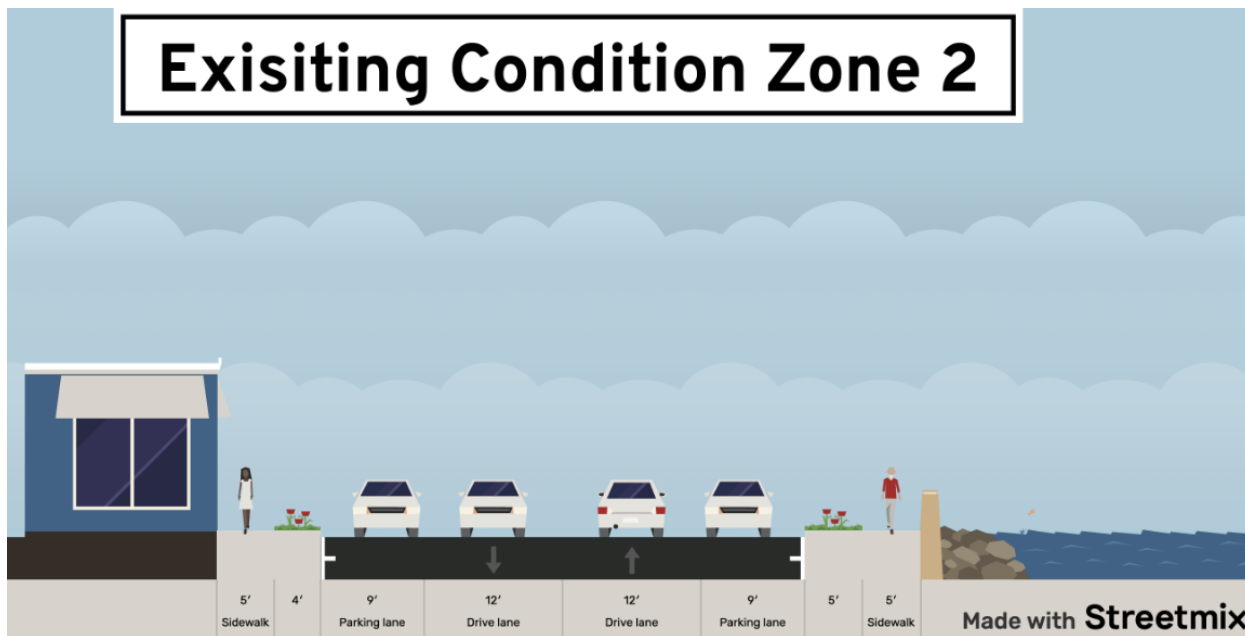 Exisiting Condition Zone 2
5' 4' 9' 12' 12' 9' 5' 5'
Sidewalk Parking lane Drive lane Drive lane Parking lane Sidewalk
Made with Streetmix